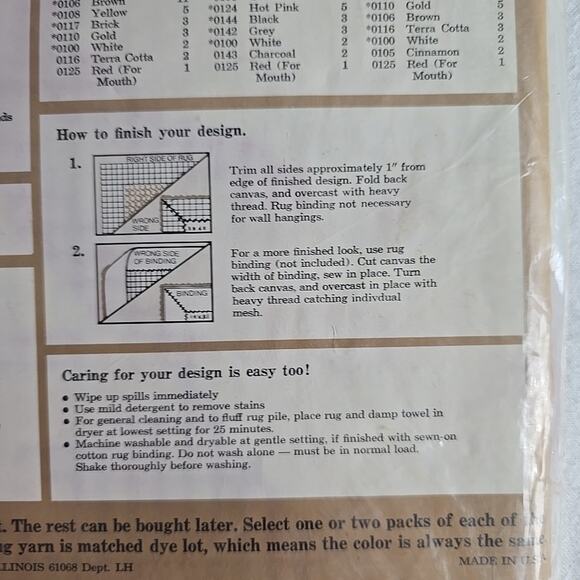 *0106 Brown
*0108 Yellow 5
*0117 Brick 3
*0110 Gold 3
*0100 White 2
0116 Terra Cotta 2
0125 Red (For 1
Mouth)
*0124 Hot Pink 5
*0144 Black 3
*0142 Grey 3
*0100 White 2
0143 Charcoal 2
0125 Red (For 1
Mouth)
*0110 Gold 5
*0106 Brown 3
*0116 Terra Cotta 3
*0100 White 2
0105 Cinnamon 2
0125 Red (For 1
Mouth)
ds
How to finish your design.
1.
RIGHT SIDE OF RUG
WRONG
SIDE
Trim all sides approximately 1" from
edge of finished design. Fold back
canvas, and overcast with heavy
thread. Rug binding not necessary
for wall hangings.
2.
WRONG SIDE
OF BINDING
BINDING
For a more finished look, use rug
binding (not included). Cut canvas the
width of binding, sew in place. Turn
back canvas, and overcast in place with
heavy thread catching indivdual
mesh.
Caring for your design is easy too!
• Wipe up spills immediately
• Use mild detergent to remove stains
• For general cleaning and to fluff rug pile, place rug and damp towel in
dryer at lowest setting for 25 minutes.
• Machine washable and dryable at gentle setting, if finished with sewn-on
cotton rug binding. Do not wash alone — must be in normal load.
Shake thoroughly before washing.
t. The rest can be bought later. Select one or two packs of each of
ug yarn is matched dye lot, which means the color is always the same
LLINOIS 61068 Dept. LH
MADE IN U.S.